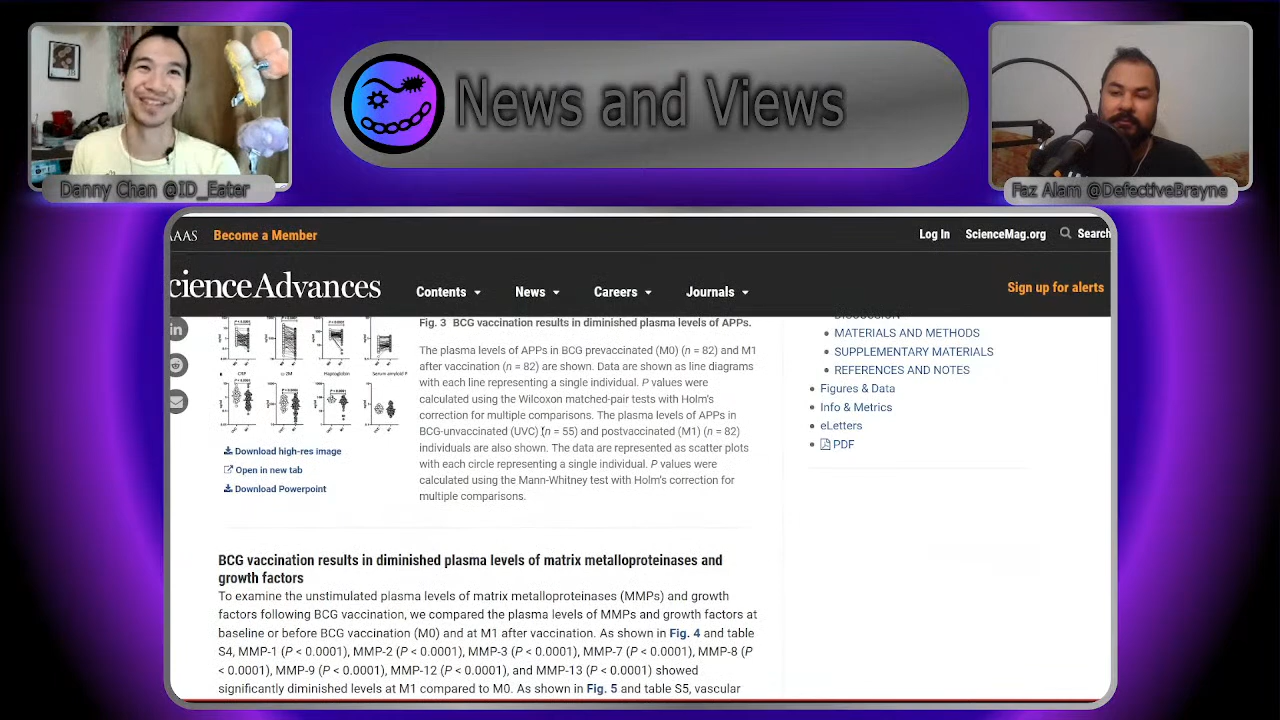 News and Views
Danny Chan @ID_Eater
Faz Alam @DefectiveBrayne
AAAS
Become a Member
Log In
ScienceMag.org
Search
cienceAdvances
Contents
News
Careers
Journals
Sign up for alerts
Fig. 3 BCG vaccination results in diminished plasma levels of APPs.
The plasma levels of APPs in BCG prevaccinated (M0) (n = 82) and M1
after vaccination (n = 82) are shown. Data are shown as line diagrams
with each line representing a single individual. P values were
calculated using the Wilcoxon matched-pair tests with Holm's
correction for multiple comparisons. The plasma levels of APPs in
BCG-unvaccinated (UVC) (n = 55) and postvaccinated (M1) (n = 82)
individuals are also shown. The data are represented as scatter plots
with each circle representing a single individual. P values were
calculated using the Mann-Whitney test with Holm's correction for
multiple comparisons.
Download high-res image
Open in new tab
Download Powerpoint
DISCUSSION
MATERIALS AND METHODS
SUPPLEMENTARY MATERIALS
REFERENCES AND NOTES
Figures & Data
Info & Metrics
eLetters
PDF
BCG vaccination results in diminished plasma levels of matrix metalloproteinases and
growth factors
To examine the unstimulated plasma levels of matrix metalloproteinases (MMPs) and growth
factors following BCG vaccination, we compared the plasma levels of MMPs and growth factors at
baseline or before BCG vaccination (M0) and at M1 after vaccination. As shown in Fig. 4 and table
S4, MMP-1 (P < 0.0001), MMP-2 (P < 0.0001), MMP-3 (P < 0.0001), MMP-7 (P < 0.0001), MMP-8 (P
< 0.0001), MMP-9 (P < 0.0001), MMP-12 (P < 0.0001), and MMP-13 (P < 0.0001) showed
significantly diminished levels at M1 compared to M0. As shown in Fig. 5 and table S5, vascular